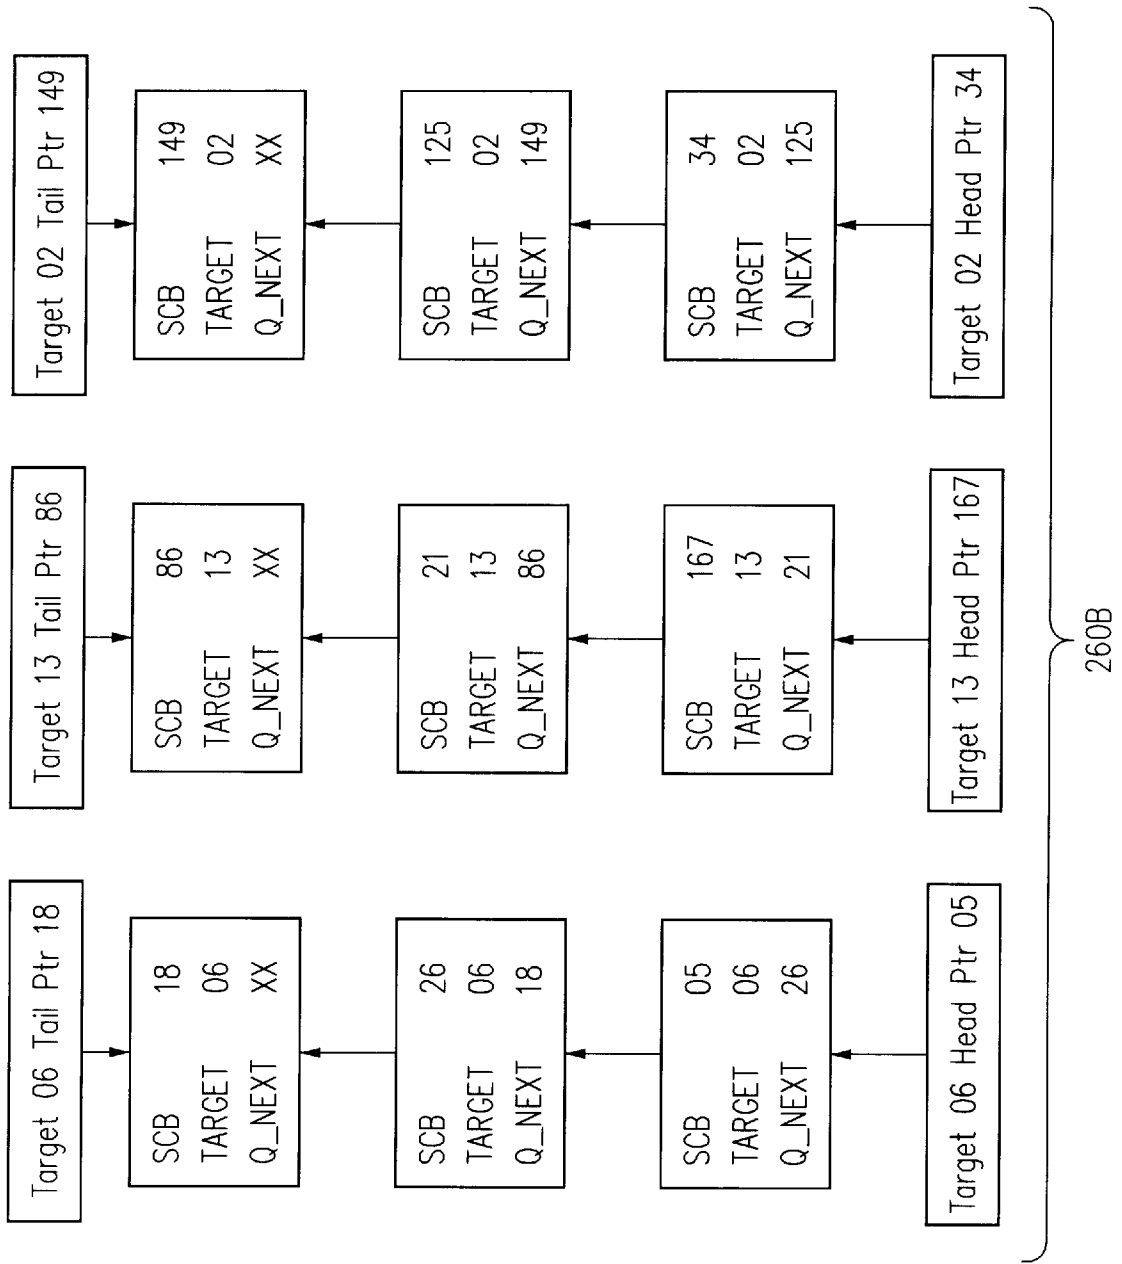 Target 06 Tail Ptr 18
SCB 18
TARGET 06
Q_NEXT XX
SCB 26
TARGET 06
Q_NEXT 18
SCB 05
TARGET 06
Q_NEXT 26
Target 06 Head Ptr 05
Target 13 Tail Ptr 86
SCB 86
TARGET 13
Q_NEXT XX
SCB 21
TARGET 13
Q_NEXT 86
SCB 167
TARGET 13
Q_NEXT 21
Target 13 Head Ptr 167
Target 02 Tail Ptr 149
SCB 149
TARGET 02
Q_NEXT XX
SCB 125
TARGET 02
Q_NEXT 149
SCB 34
TARGET 02
Q_NEXT 125
Target 02 Head Ptr 34
260B